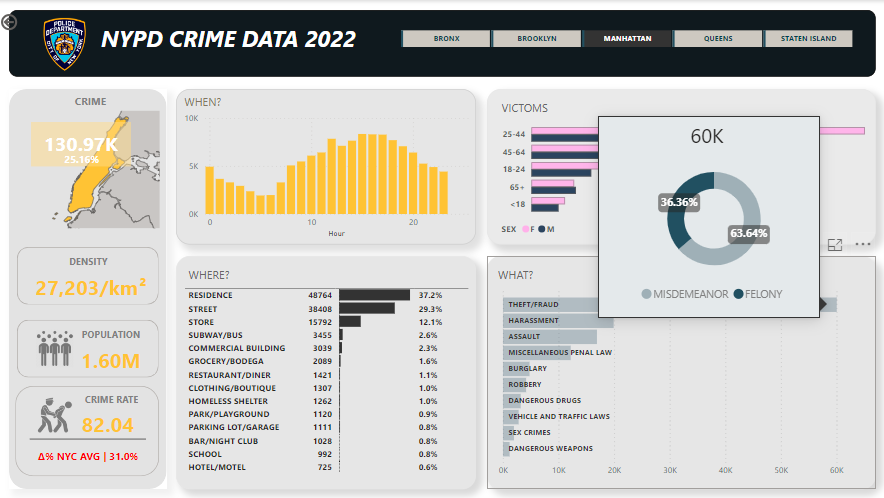 POLICE
DEPARTMENT
CITY OF NEW YORK
NYPD CRIME DATA 2022
BRONX
BROOKLYN
MANHATTAN
QUEENS
STATEN ISLAND
CRIME
130.97K
25.16%
DENSITY
27,203/km²
POPULATION
1.60M
CRIME RATE
82.04
Δ% NYC AVG | 31.0%
WHEN?
10K
5K
0K
0 10 20
Hour
VICTOMS
25-44
45-64
18-24
65+
<18
SEX F M
60K
36.36%
63.64%
MISDEMEANOR FELONY
WHERE?
RESIDENCE 48764 37.2%
STREET 38408 29.3%
STORE 15792 12.1%
SUBWAY/BUS 3455 2.6%
COMMERCIAL BUILDING 3039 2.3%
GROCERY/BODEGA 2089 1.6%
RESTAURANT/DINER 1421 1.1%
CLOTHING/BOUTIQUE 1307 1.0%
HOMELESS SHELTER 1262 1.0%
PARK/PLAYGROUND 1120 0.9%
PARKING LOT/GARAGE 1111 0.8%
BAR/NIGHT CLUB 1028 0.8%
SCHOOL 992 0.8%
HOTEL/MOTEL 725 0.6%
WHAT?
THEFT/FRAUD
HARASSMENT
ASSAULT
MISCELLANEOUS PENAL LAW
BURGLARY
ROBBERY
DANGEROUS DRUGS
VEHICLE AND TRAFFIC LAWS
SEX CRIMES
DANGEROUS WEAPONS
0K 10K 20K 30K 40K 50K 60K